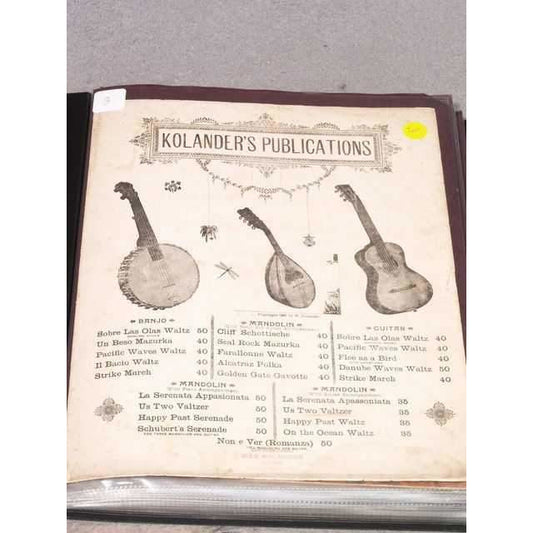 KOLANDER'S PUBLICATIONS
BANJO
Sobre Las Olas Waltz 50
Un Beso Mazurka 40
Pacific Waves Waltz 40
Il Bacio Waltz 40
Strike March 40
MANDOLIN
Cliff Schottische 40
Seal Rock Mazurka 40
Farallonne Waltz 40
Alcatraz Polka 40
Golden Gate Gavotte 40
GUITAR
Sobre Las Olas Waltz 40
Pacific Waves Waltz 40
Floe as a Bird 40
Danube Waves Waltz 50
Strike March 40
MANDOLIN
La Serenata Appasionata 50
Us Two Valtzer 50
Happy Past Serenade 50
Schubert's Serenade 50
MANDOLIN
La Serenata Apassoniata 35
Us Two Valtzer 35
Happy Past Waltz 35
On the Ocean Waltz 35
Non e Ver (Romanza) 50